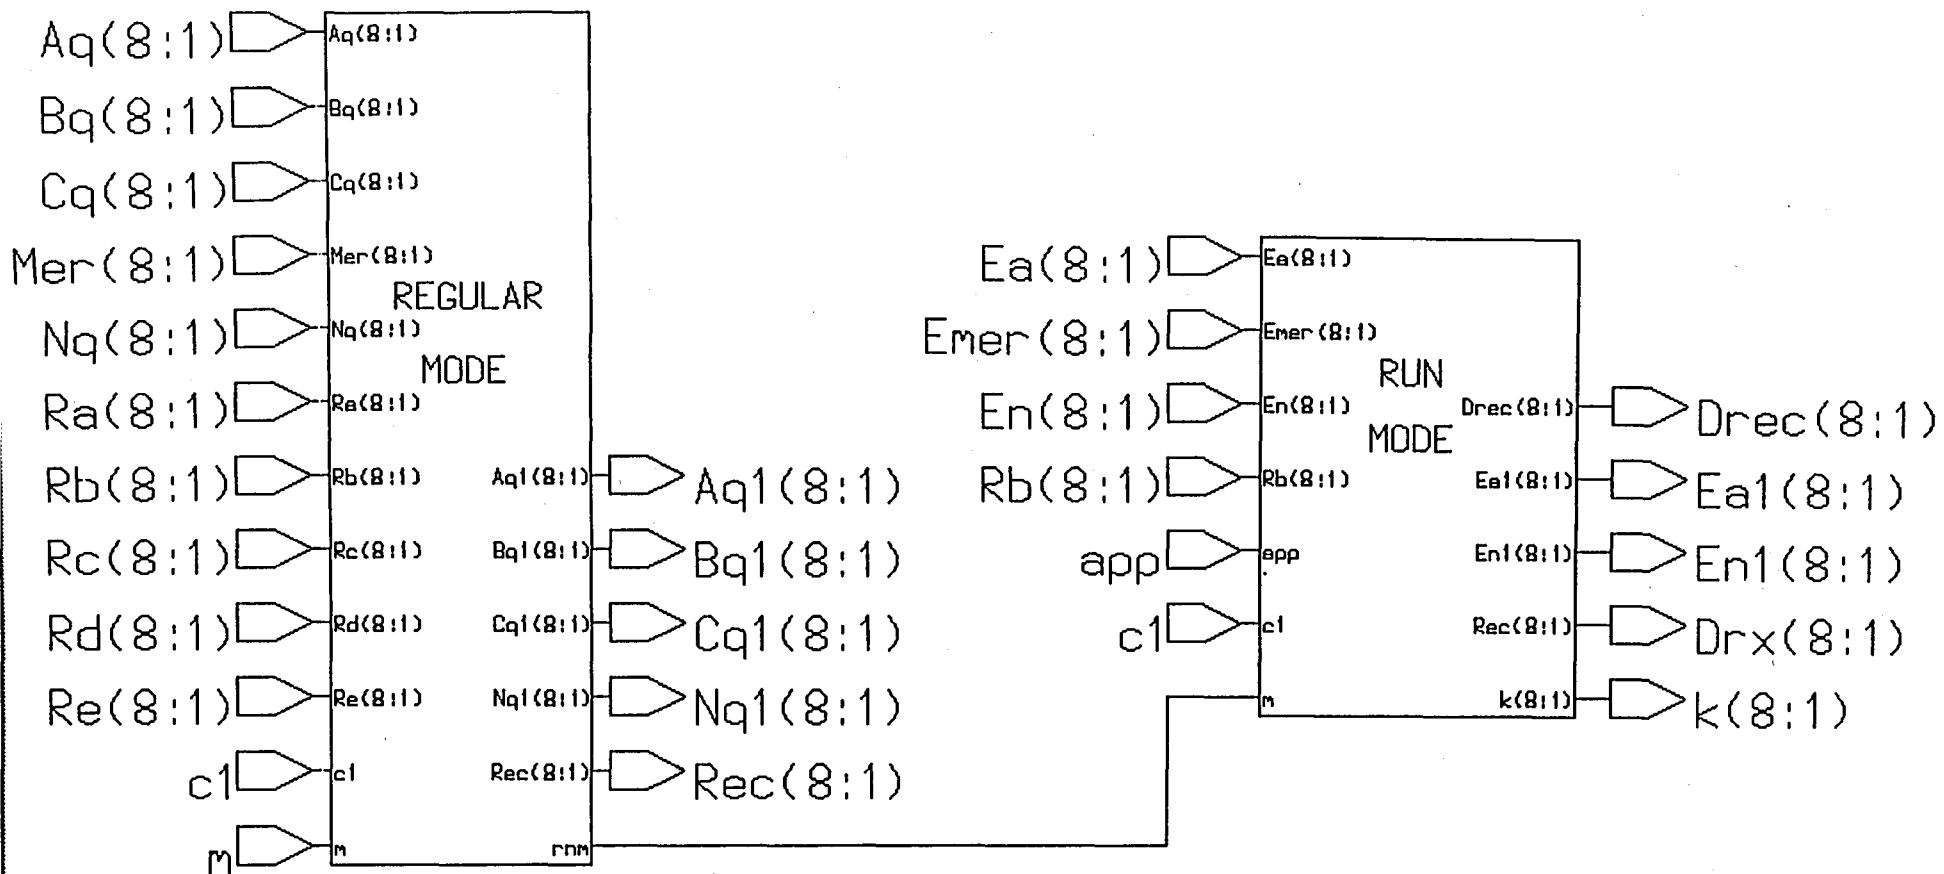 Aq(8:1)
Aq(8:1)
Bq(8:1)
Bq(8:1)
Cq(8:1)
Cq(8:1)
Mer(8:1)
Mer(8:1)
REGULAR
MODE
Nq(8:1)
Nq(8:1)
Ra(8:1)
Ra(8:1)
Rb(8:1)
Rb(8:1)
Rc(8:1)
Rc(8:1)
Rd(8:1)
Rd(8:1)
Re(8:1)
Re(8:1)
c1
c1
m
m
Aq1(8:1)
Aq1(8:1)
Bq1(8:1)
Bq1(8:1)
Cq1(8:1)
Cq1(8:1)
Nq1(8:1)
Nq1(8:1)
Rec(8:1)
Rec(8:1)
rnm
Ea(8:1)
Ea(8:1)
Emer(8:1)
Emer(8:1)
RUN
MODE
En(8:1)
En(8:1)
Rb(8:1)
Rb(8:1)
app
app
c1
c1
m
Drec(8:1)
Drec(8:1)
Ea1(8:1)
Ea1(8:1)
En1(8:1)
En1(8:1)
Rec(8:1)
Drx(8:1)
k(8:1)
k(8:1)